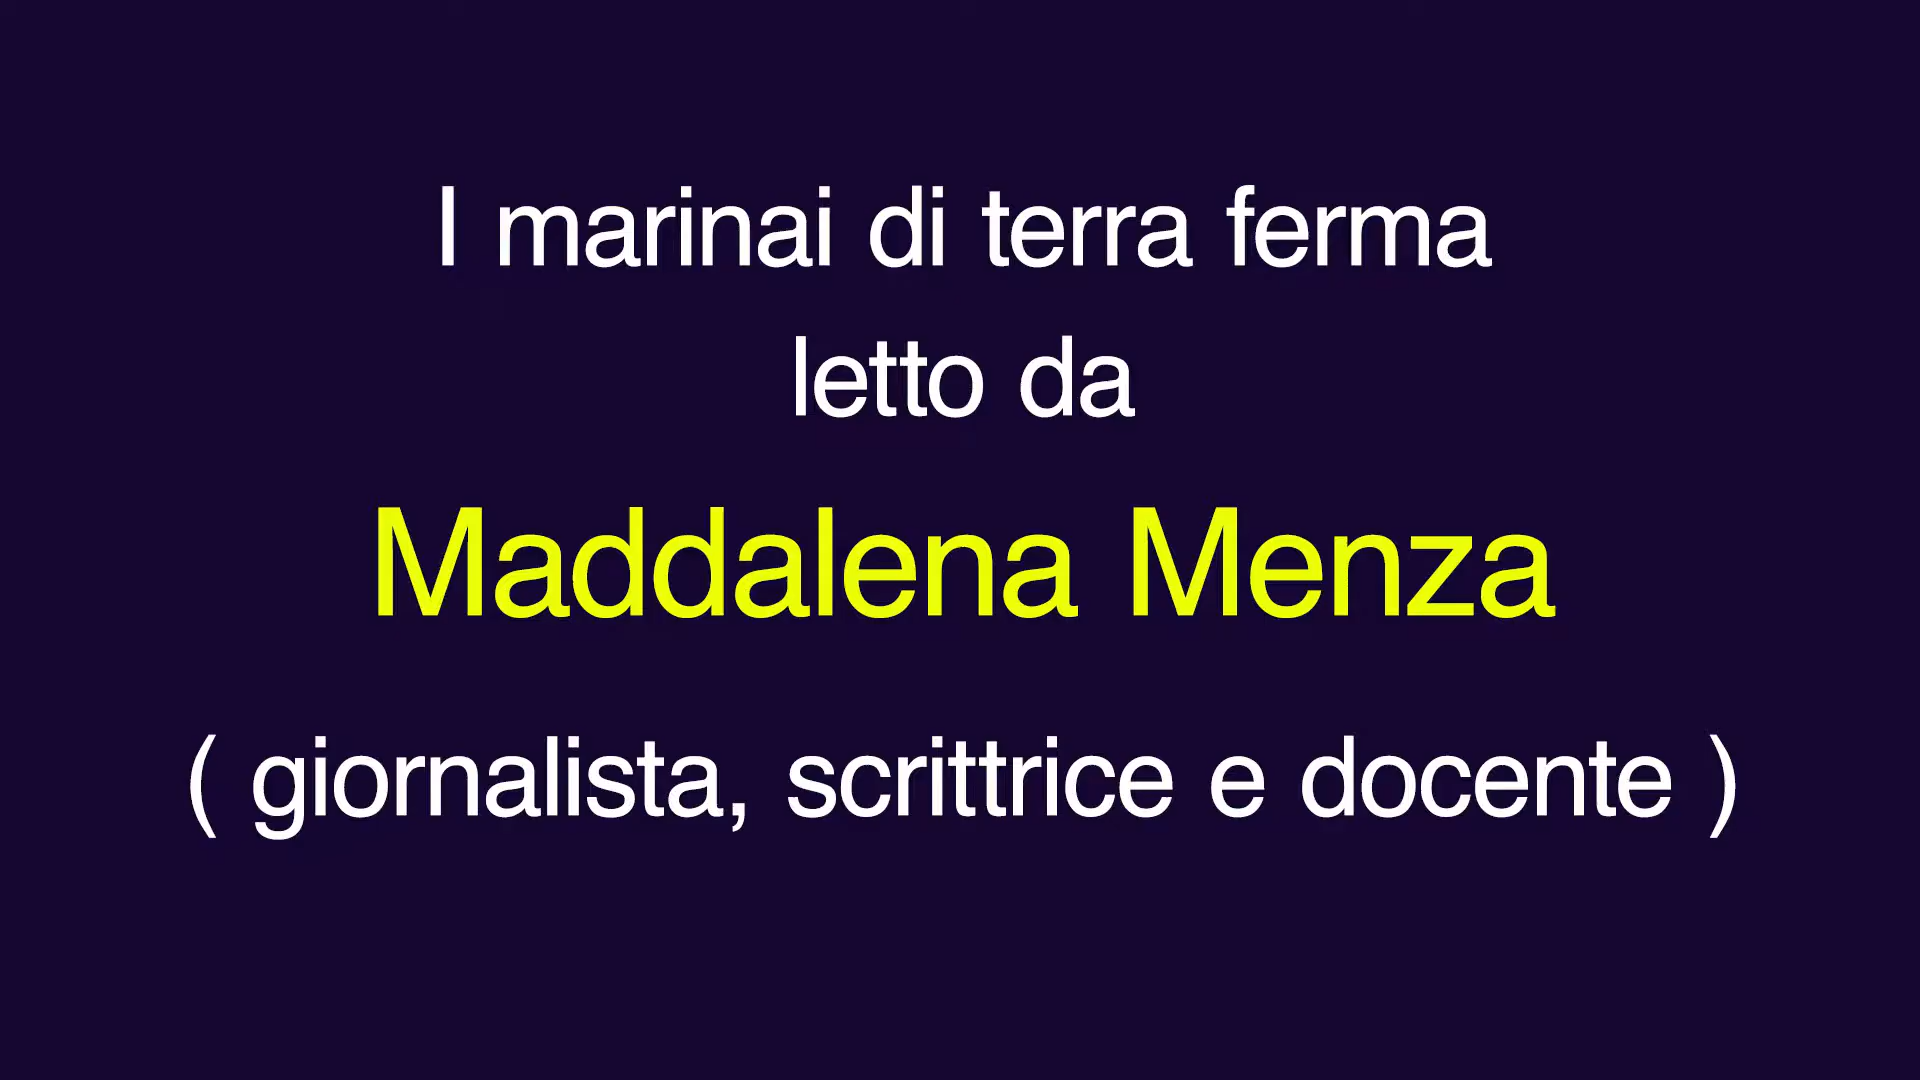 I marinai di terra ferma
letto da
Maddalena Menza
( giornalista, scrittrice e docente )